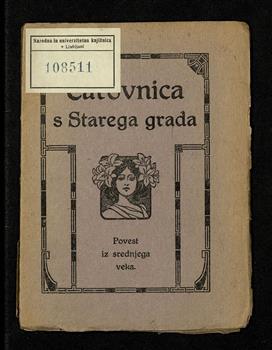 Narodna in univerzitetna knjižnica
v Ljubljani
108511
Čarovnica
s Starega grada
Povest
iz srednjega
veka.